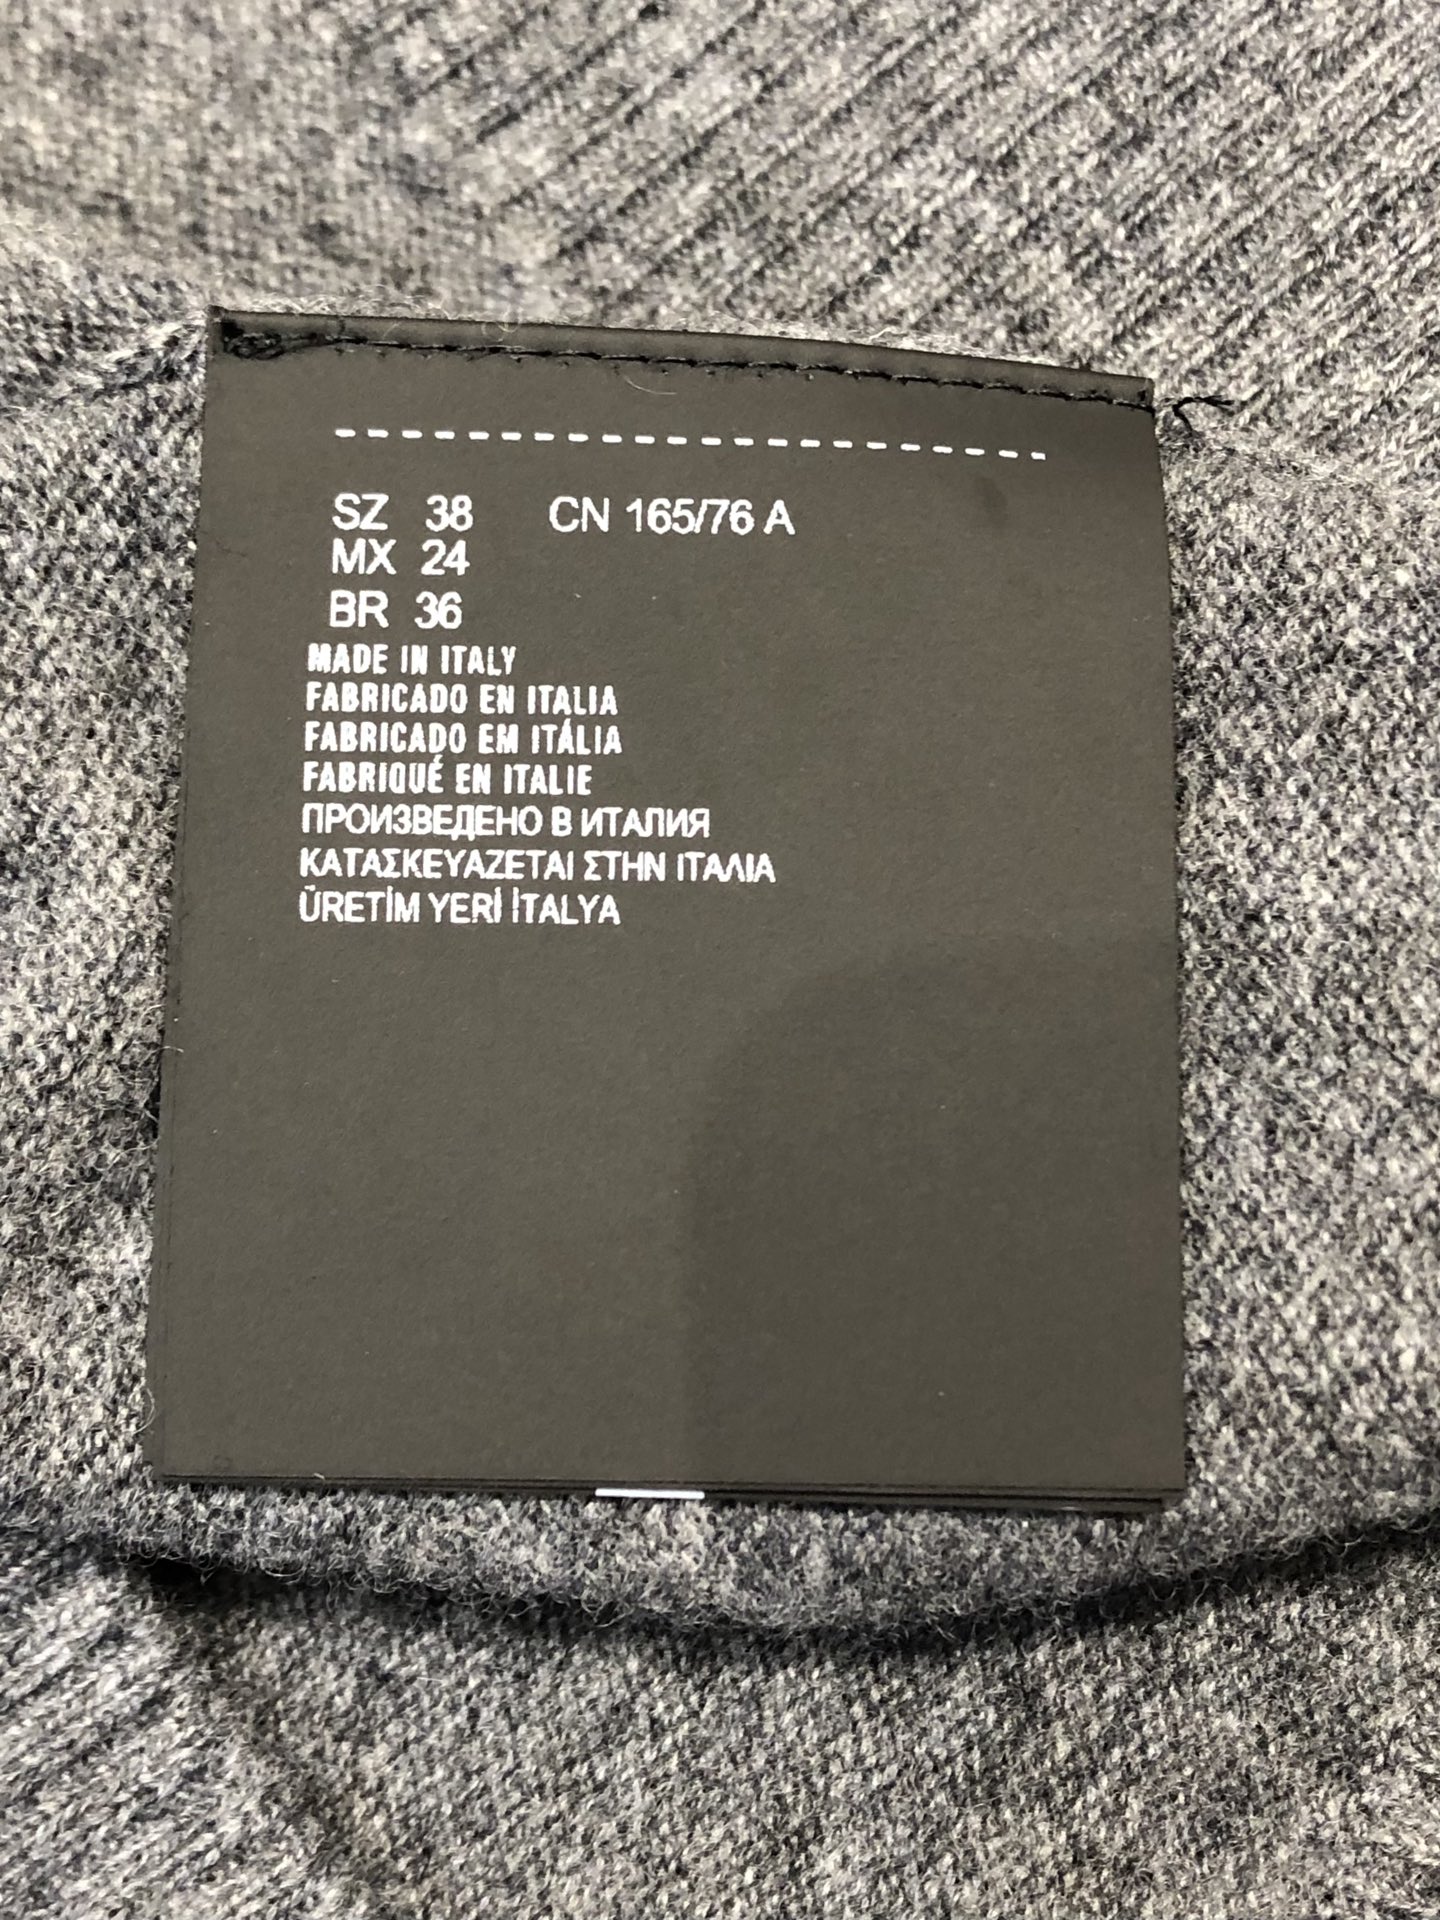 SZ 38 CN 165/76 A
MX 24
BR 36
MADE IN ITALY
FABRICADO EN ITALIA
FABRICADO EM ITÁLIA
FABRIQUÉ EN ITALIE
ПРОИЗВЕДЕНО В ИТАЛИЯ
ΚΑΤΑΣΚΕΥΑΖΕΤΑΙ ΣΤΗΝ ΙΤΑΛΙΑ
ÜRETİM YERİ İTALYA